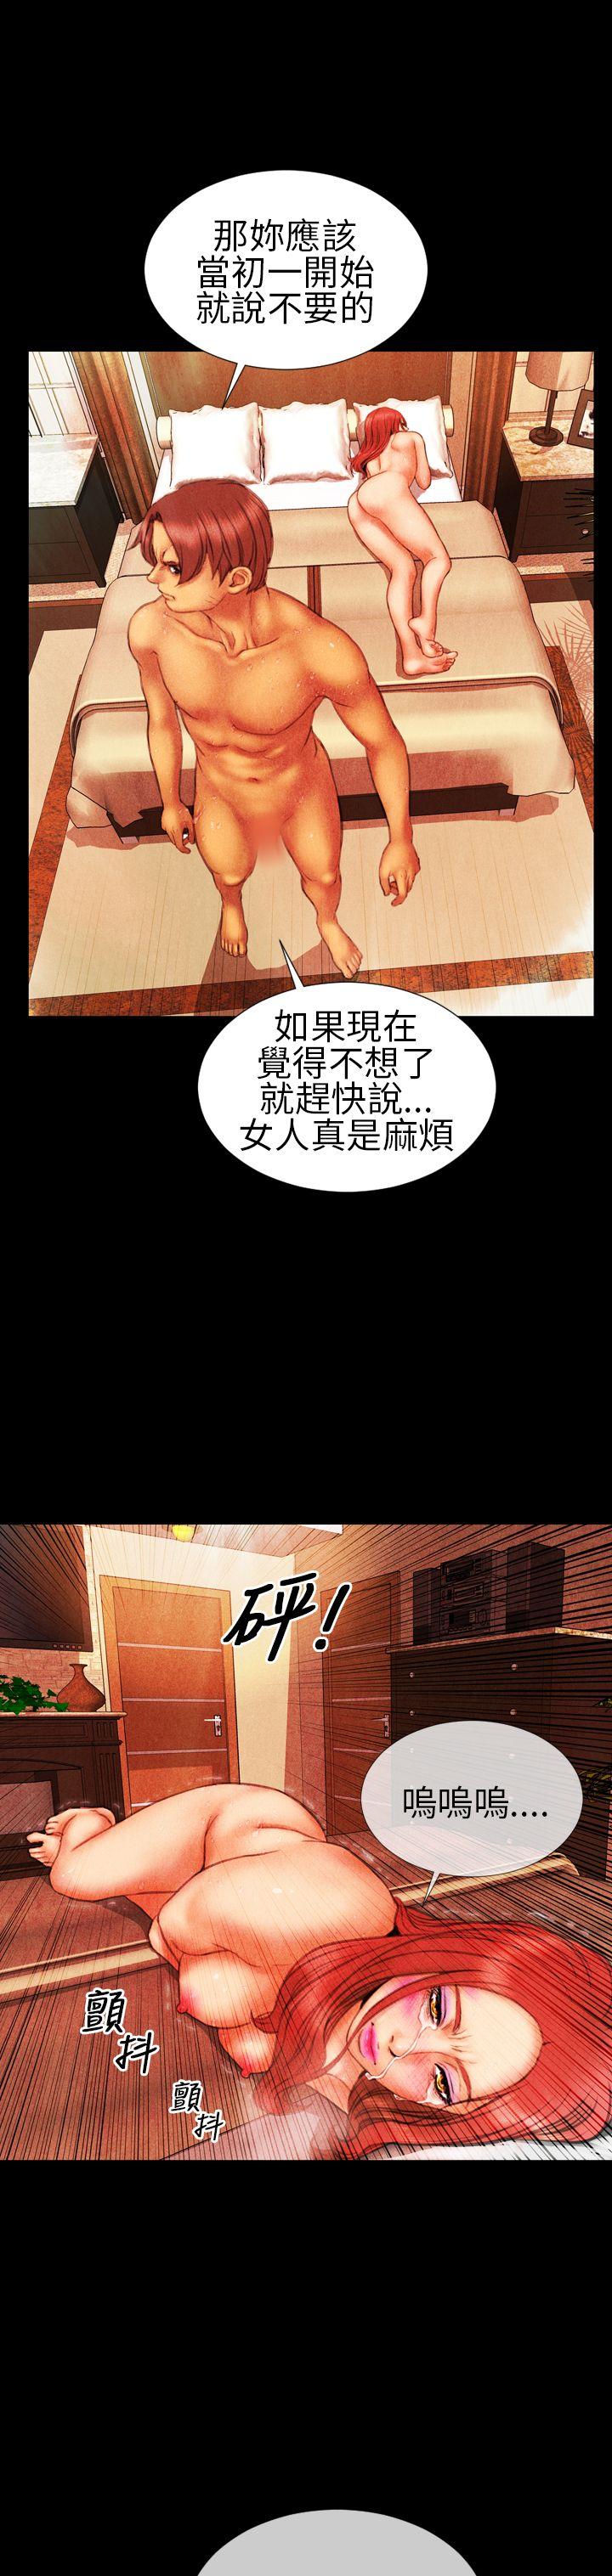 那妳應該
當初一開始
就說不要的
如果現在
覺得不想了
就趕快說...
女人真是麻煩
砰!
嗚嗚嗚....
顫
抖
顫
抖